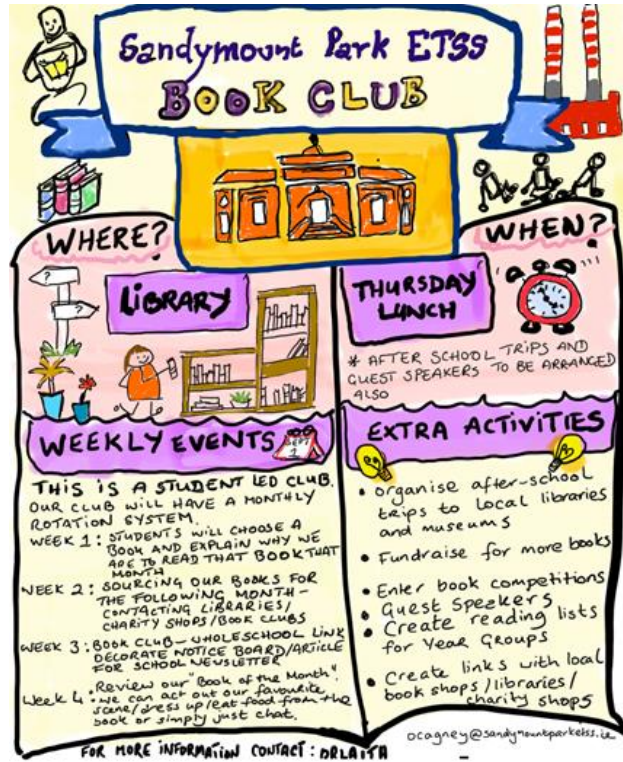 Sandymount Park ETSS
BOOK CLUB
WHERE?
LIBRARY
WHEN?
THURSDAY
LUNCH
* AFTER SCHOOL TRIPS AND
GUEST SPEAKERS TO BE ARRANGED
ALSO
WEEKLY EVENTS
SEPT
THIS IS A STUDENT LED CLUB.
OUR CLUB WILL HAVE A MONTHLY
ROTATION SYSTEM.
WEEK 1: STUDENTS WILL CHOOSE A
BOOK AND EXPLAIN WHY WE
ARE TO READ THAT BOOK THAT
MONTH
WEEK 2: SOURCING OUR BOOKS FOR
THE FOLLOWING MONTH -
CONTACTING LIBRARIES/
CHARITY SHOPS/BOOK CLUBS
WEEK 3: BOOK CLUB - WHOLESCHOOL LINK
DECORATE NOTICE BOARD/ARTICLE
FOR SCHOOL NEWSLETTER
Week 4: • Review our "Book of the Month".
• we can act out our favourite
scene/dress up/eat food from the
book or simply just chat.
EXTRA ACTIVITIES
• organise after-school
trips to local libraries
and museums
• Fundraise for more books
• Enter book competitions
• Guest Speakers
• Create reading lists
for Year Groups
• Create links with local
book shops/libraries/
charity shops
ocagney@sandymountparketss.ie
FOR MORE INFORMATION CONTACT: ORLAITH